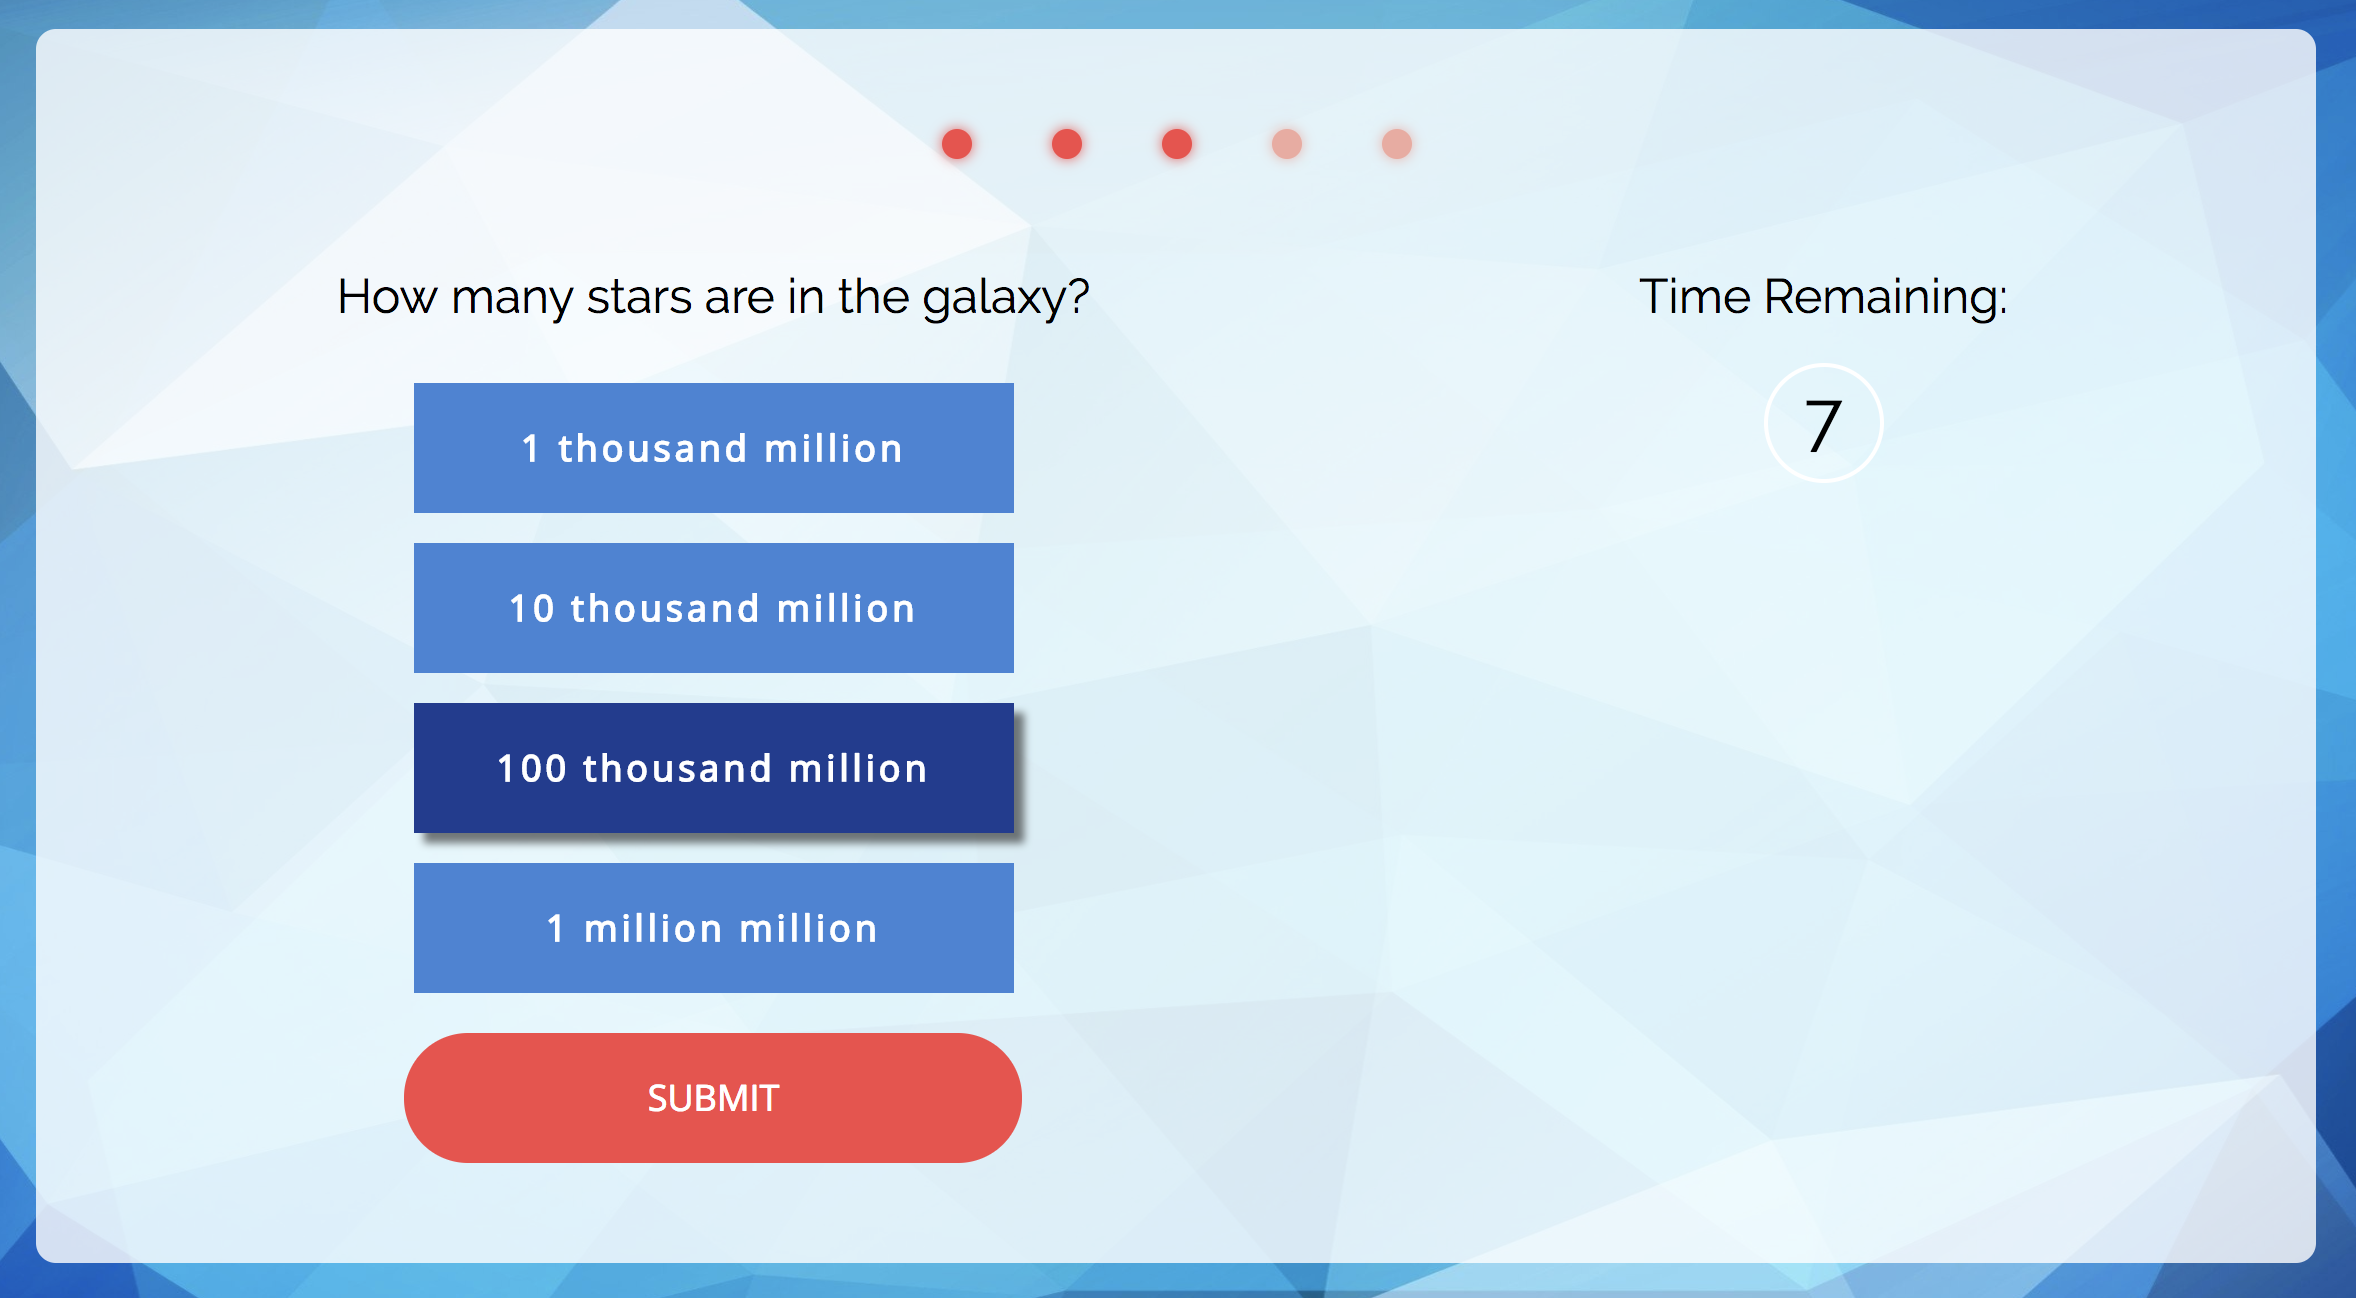 How many stars are in the galaxy?
Time Remaining:
7
1 thousand million
10 thousand million
100 thousand million
1 million million
SUBMIT